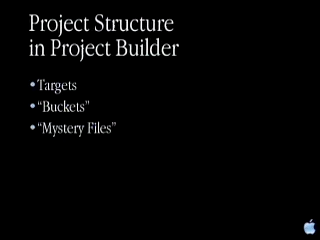 Project Structure
in Project Builder
• Targets
• “Buckets”
• “Mystery Files”